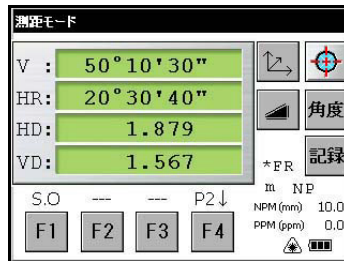 測距モード
V : 50°10'30"
HR: 20°30'40"
HD: 1.879
VD: 1.567
S.O --- --- P2↓
F1 F2 F3 F4
角度
記録
*FR
m NP
NPM (mm) 10.0
PPM (ppm) 0.0